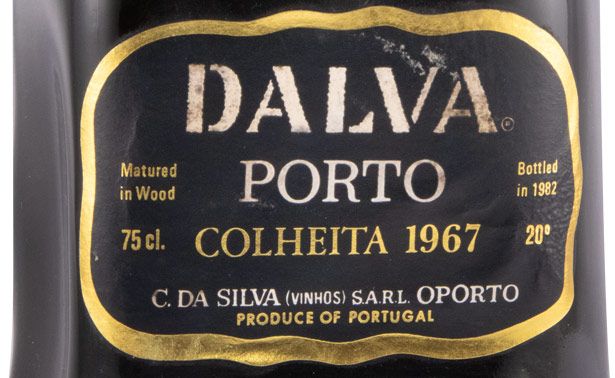 DALVA®
Matured in Wood
PORTO
Bottled in 1982
75 cl.
COLHEITA 1967
20º
C. DA SILVA (VINHOS) S.A.R.L. OPORTO
PRODUCE OF PORTUGAL